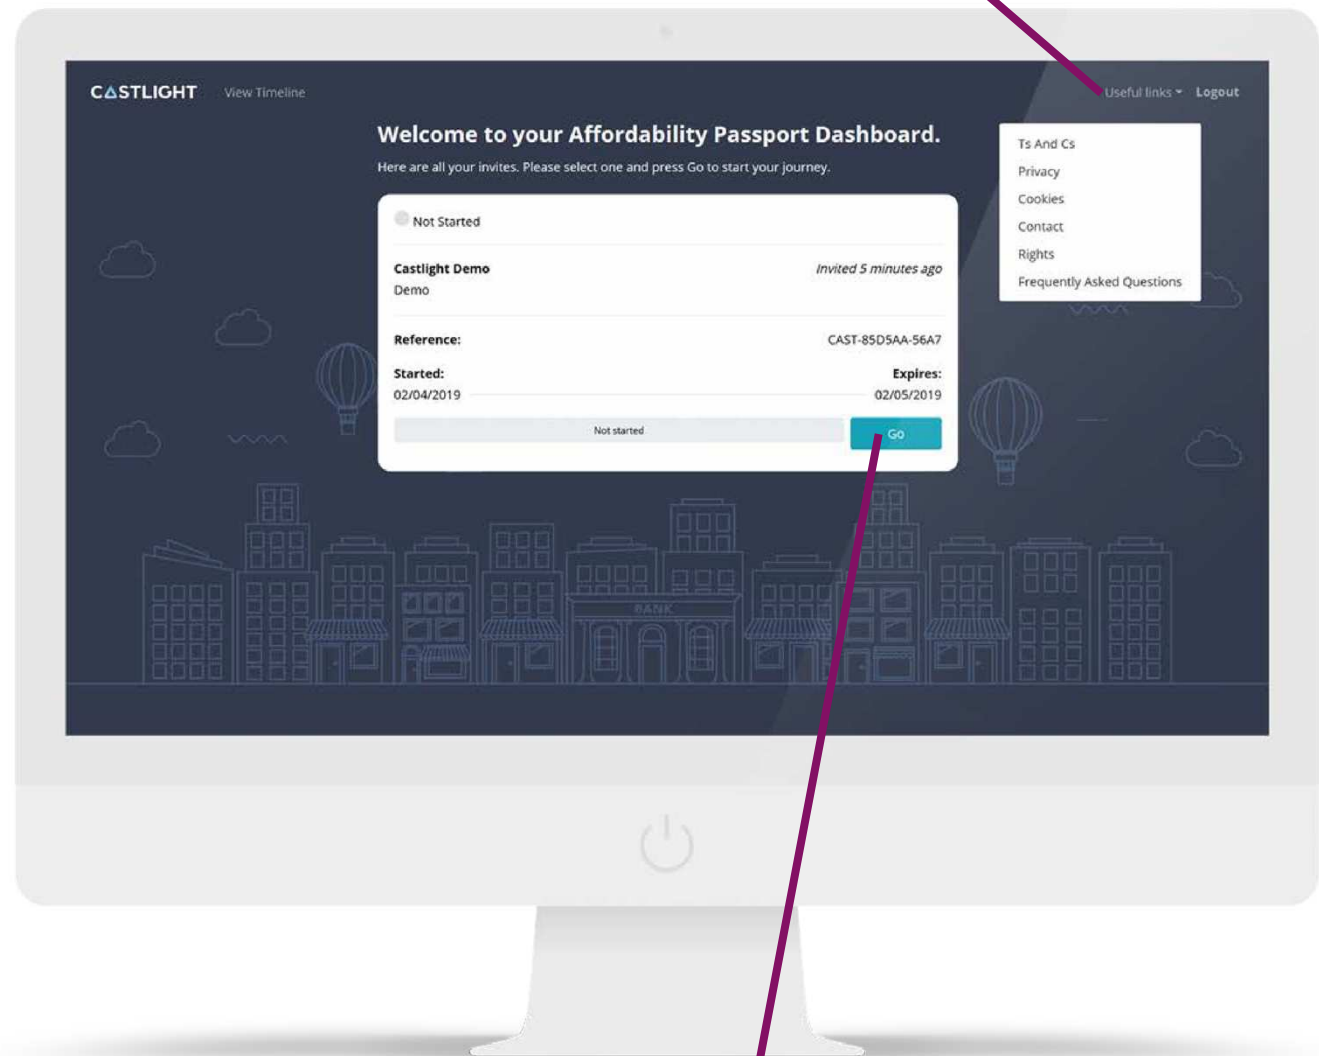 CASTLIGHT View Timeline Useful links Logout
Welcome to your Affordability Passport Dashboard.
Here are all your invites. Please select one and press Go to start your journey.
Ts And Cs
Privacy
Cookies
Contact
Rights
Frequently Asked Questions
Not Started
Castlight Demo Invited 5 minutes ago
Demo
Reference: CAST-85D5AA-56A7
Started: Expires:
02/04/2019 02/05/2019
Not started Go
BANK